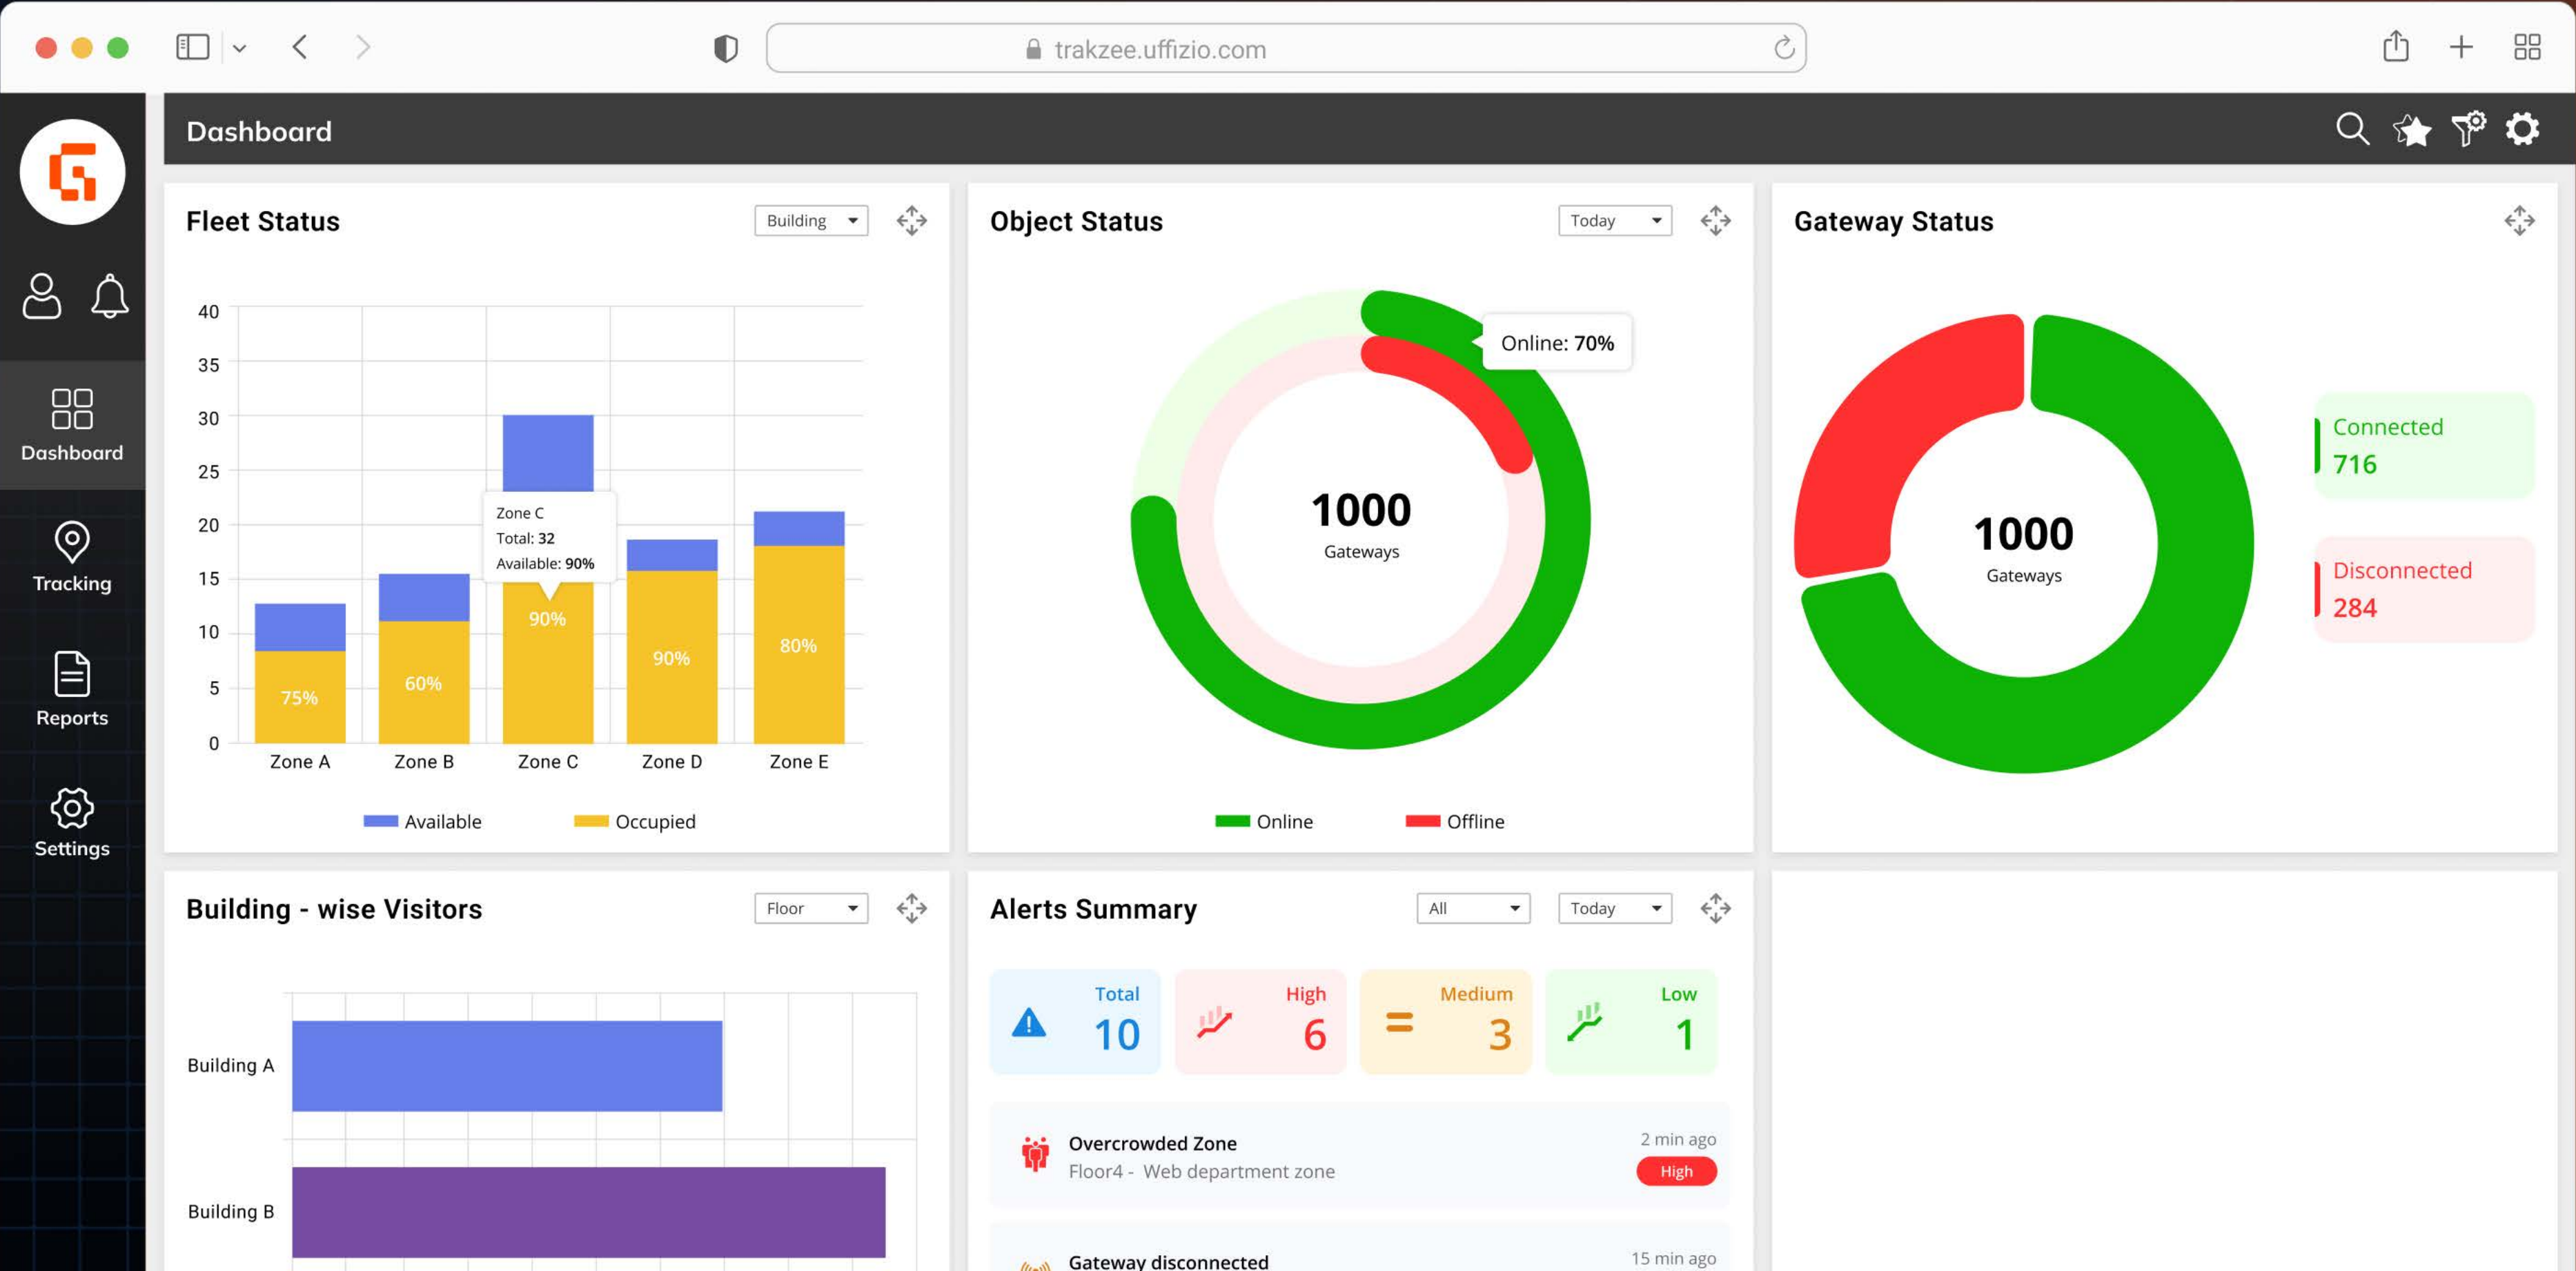 trakzee.uffizio.com
Dashboard
Dashboard
Tracking
Reports
Settings
Fleet Status
Building
40
35
30
25
20
15
10
5
0
Zone C
Total: 32
Available: 90%
75%
60%
90%
90%
80%
Zone A
Zone B
Zone C
Zone D
Zone E
Available
Occupied
Object Status
Today
Online: 70%
1000
Gateways
Online
Offline
Gateway Status
1000
Gateways
Connected
716
Disconnected
284
Building - wise Visitors
Floor
Building A
Building B
Alerts Summary
All
Today
Total
10
High
6
Medium
3
Low
1
Overcrowded Zone
2 min ago
Floor4 - Web department zone
High
Gateway disconnected
15 min ago